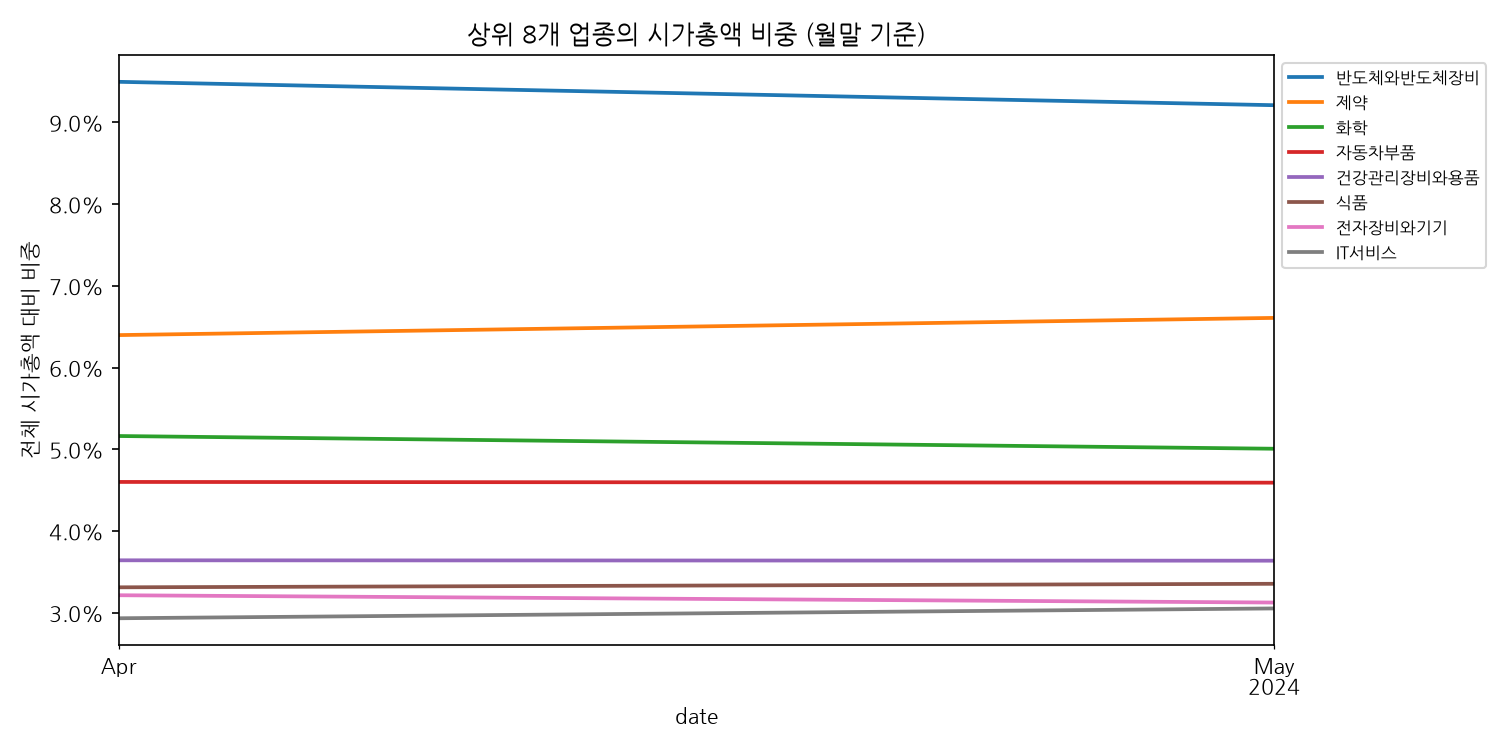 상위 8개 업종의 시가총액 비중 (월말 기준)
전체 시가총액 대비 비중
9.0%
8.0%
7.0%
6.0%
5.0%
4.0%
3.0%
Apr
May
2024
date
반도체와반도체장비
제약
화학
자동차부품
건강관리장비와용품
식품
전자장비와기기
IT서비스